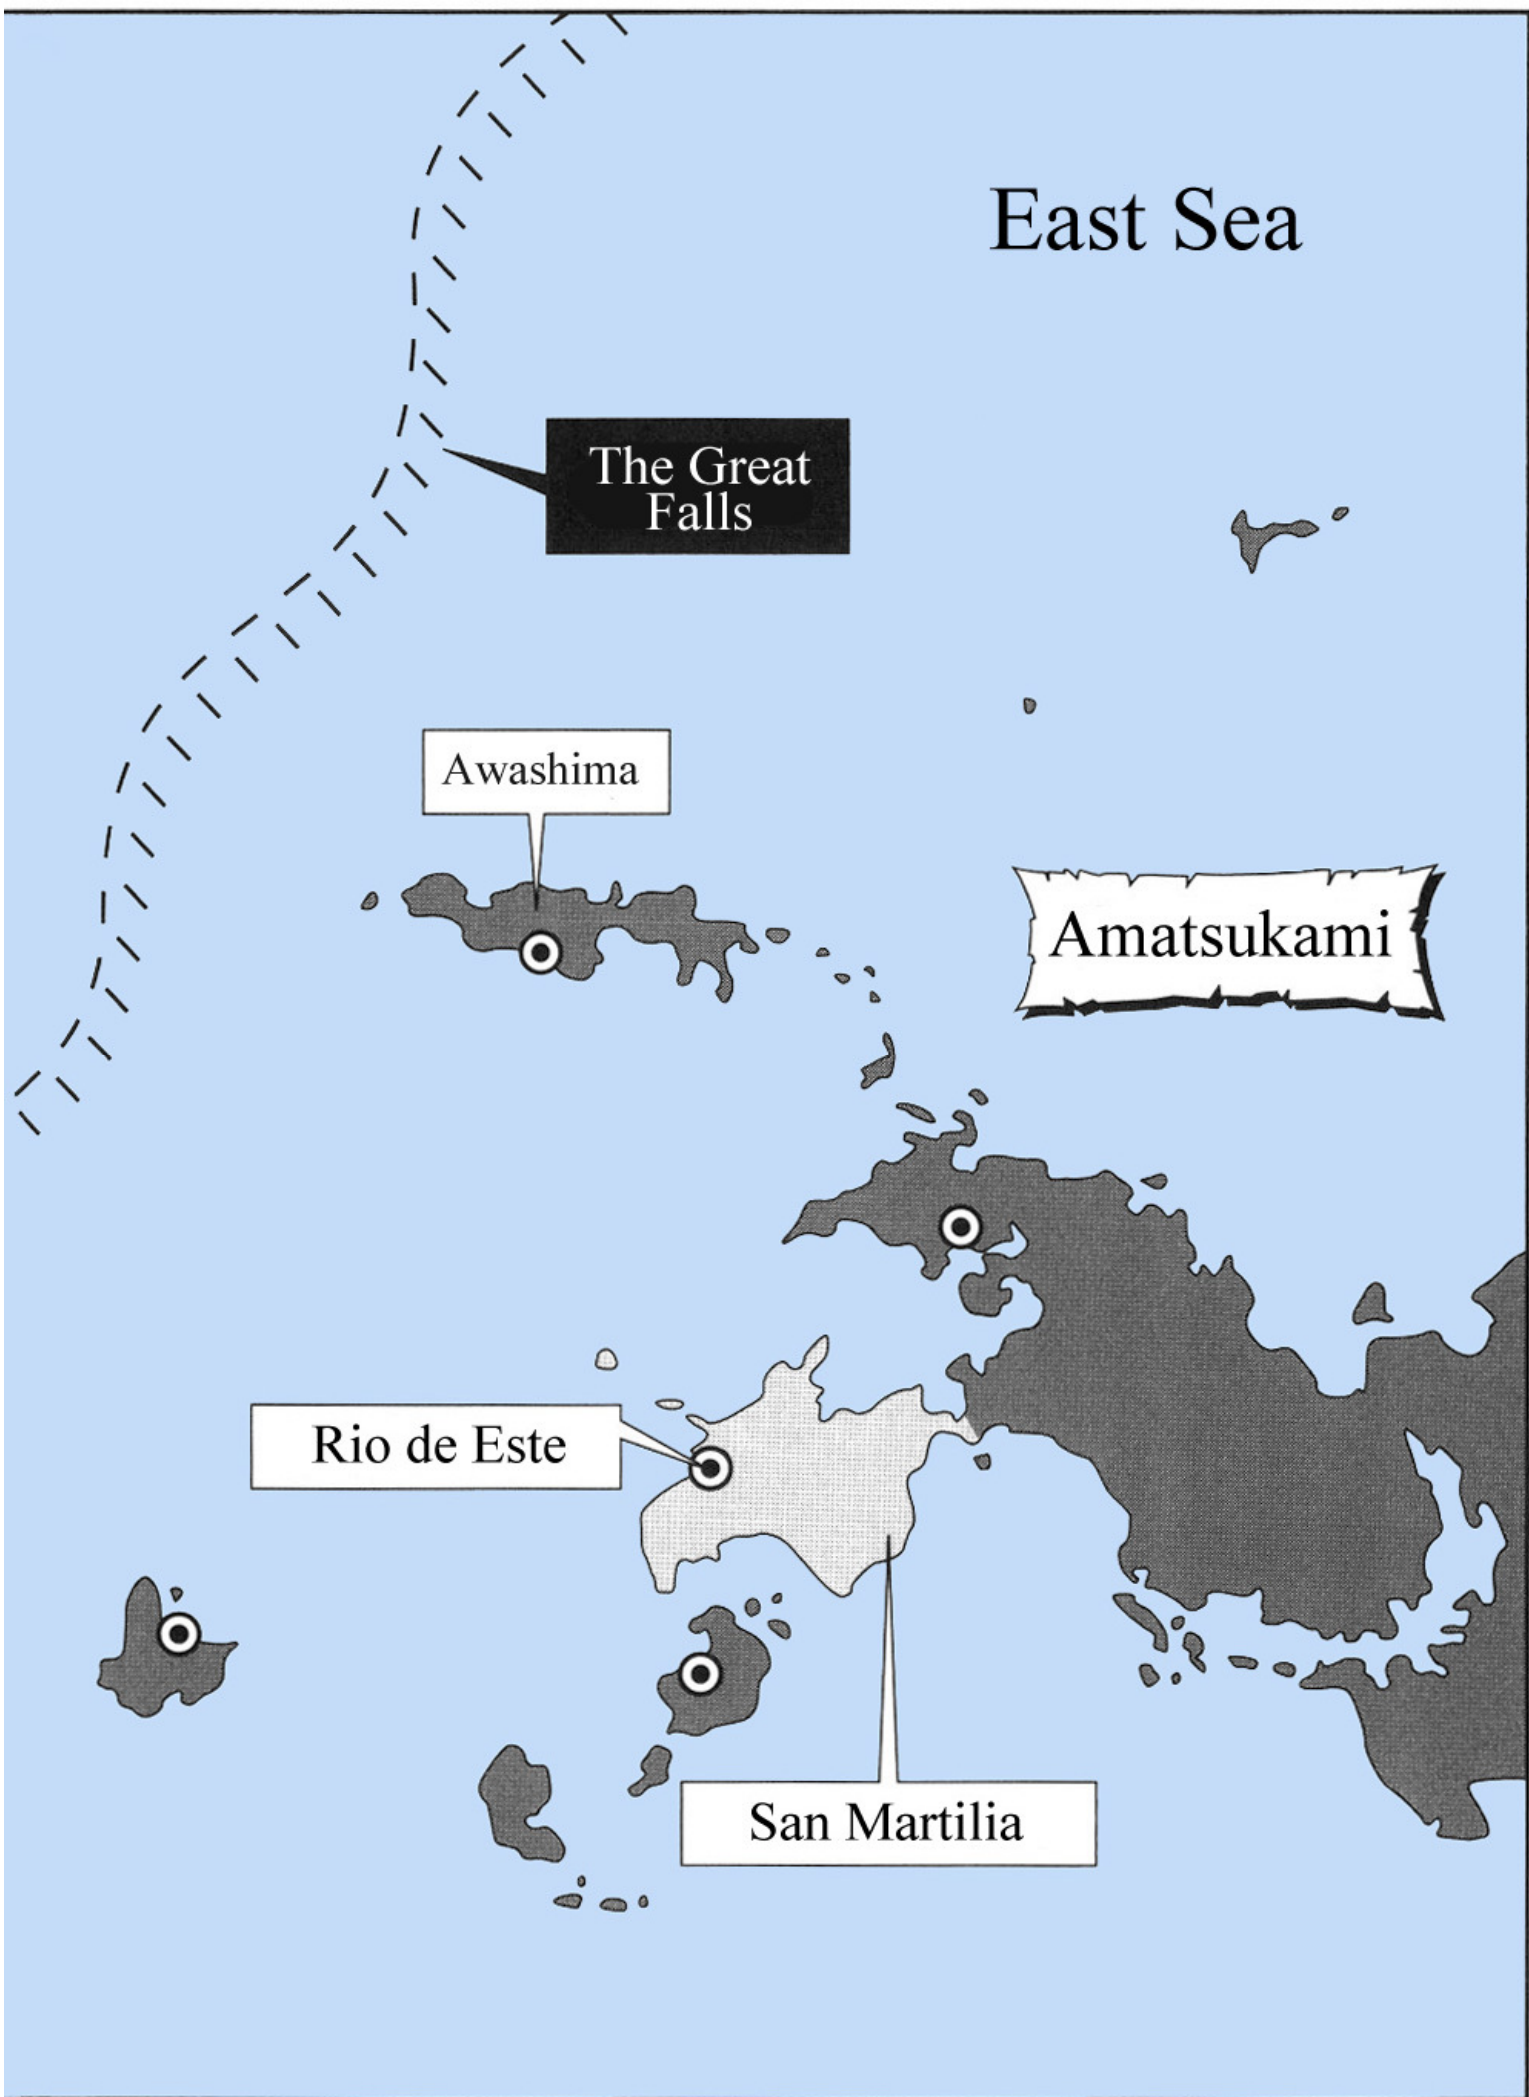 East Sea
The Great
Falls
Awashima
Amatsukami
Rio de Este
San Martilia